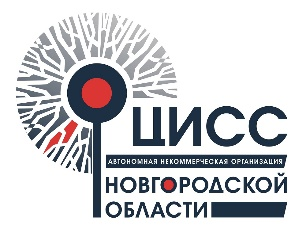 ЦИСС
АВТОНОМНАЯ НЕКОММЕРЧЕСКАЯ ОРГАНИЗАЦИЯ
НОВГОРОДСКОЙ
ОБЛАСТИ